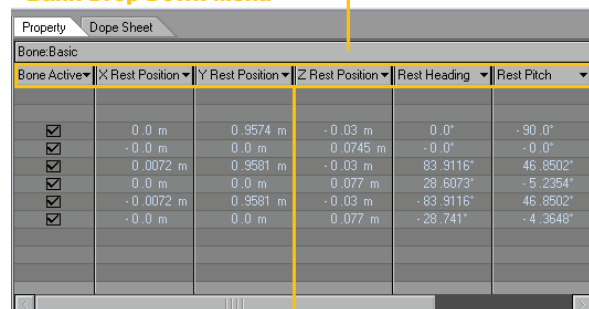 Bank Drop Down Menu
Property Dope Sheet
Bone:Basic
Bone Active X Rest Position Y Rest Position Z Rest Position Rest Heading Rest Pitch
0.0 m 0.9574 m -0.03 m 0.0° -90.0°
-0.0 m 0.0 m 0.0745 m -0.0° -0.0°
0.0072 m 0.9581 m -0.03 m 83.9116° 46.8502°
0.0 m 0.0 m 0.077 m 28.6073° -5.2354°
-0.0072 m 0.9581 m -0.03 m -83.9116° 46.8502°
-0.0 m 0.0 m 0.077 m -28.741° -4.3648°